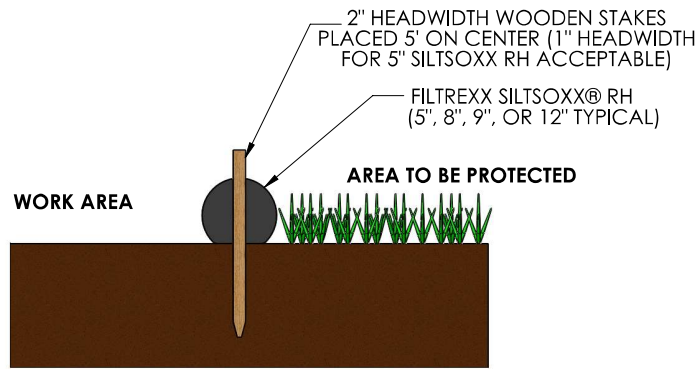 2" HEADWIDTH WOODEN STAKES
PLACED 5' ON CENTER (1" HEADWIDTH
FOR 5" SILTSOXX RH ACCEPTABLE)
FILTREXX SILTSOXX® RH
(5", 8", 9", OR 12" TYPICAL)
AREA TO BE PROTECTED
WORK AREA